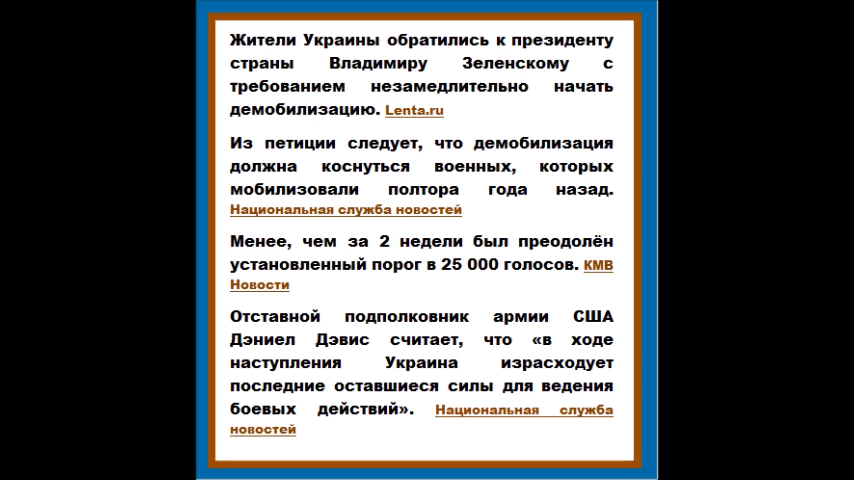 Жители Украины обратились к президенту
страны Владимиру Зеленскому с
требованием незамедлительно начать
демобилизацию. Lenta.ru
Из петиции следует, что демобилизация
должна коснуться военных, которых
мобилизовали полтора года назад.
Национальная служба новостей
Менее, чем за 2 недели был преодолён
установленный порог в 25 000 голосов. КМВ
Новости
Отставной подполковник армии США
Дэниел Дэвис считает, что «в ходе
наступления Украина израсходует
последние оставшиеся силы для ведения
боевых действий». Национальная служба
новостей